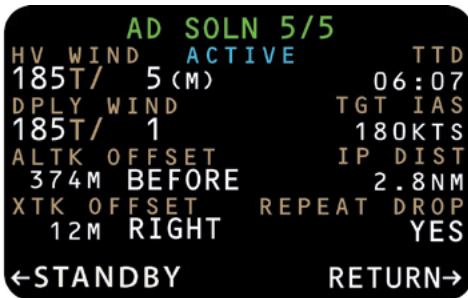 AD SOLN 5/5
HV WIND ACTIVE TTD
185T/ 5(M) 06:07
DPLY WIND TGT IAS
185T/ 1 180KTS
ALTK OFFSET IP DIST
374M BEFORE 2.8NM
XTK OFFSET REPEAT DROP
12M RIGHT YES
←STANDBY RETURN→